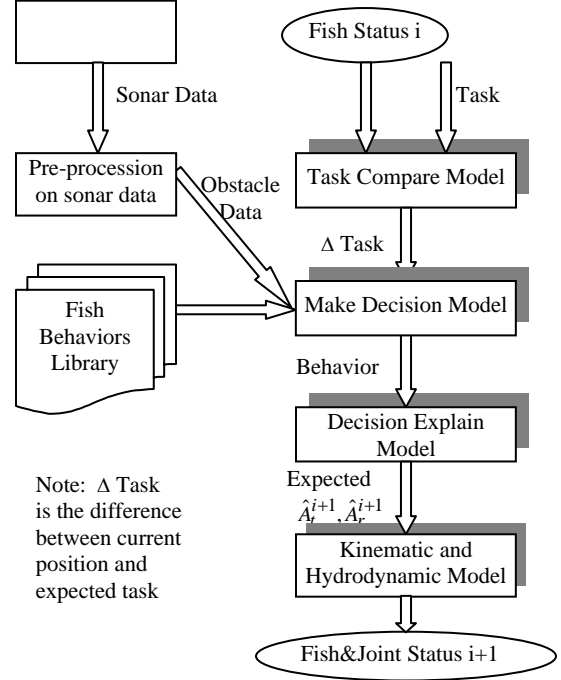 Fish Status i
Sonar Data
Task
Pre-procession
on sonar data
Obstacle
Data
Task Compare Model
Δ Task
Fish
Behaviors
Library
Make Decision Model
Behavior
Decision Explain
Model
Note: Δ Task
is the difference
between current
position and
expected task
Expected
Â_t^{i+1}, Â_r^{i+1}
Kinematic and
Hydrodynamic Model
Fish&Joint Status i+1